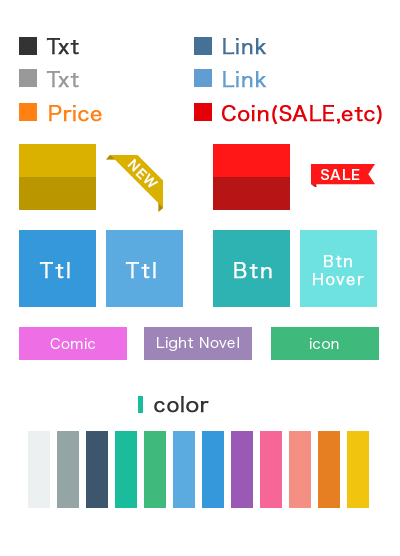 Txt
Link
Txt
Link
Price
Coin(SALE,etc)
NEW
SALE
Ttl
Ttl
Btn
Btn
Hover
Comic
Light Novel
icon
color